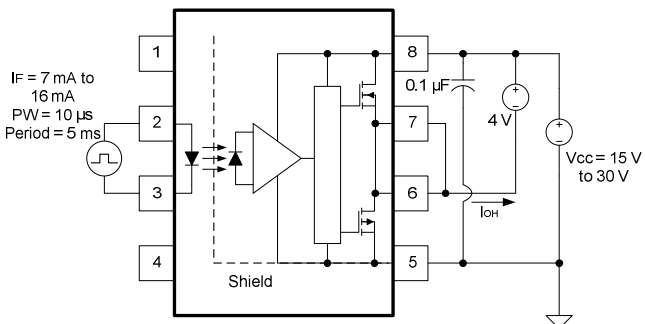 1
2
3
4
IF = 7 mA to
16 mA
PW = 10 µs
Period = 5 ms
Shield
8
7
6
5
0.1 µF
4 V
IOH
Vcc = 15 V
to 30 V